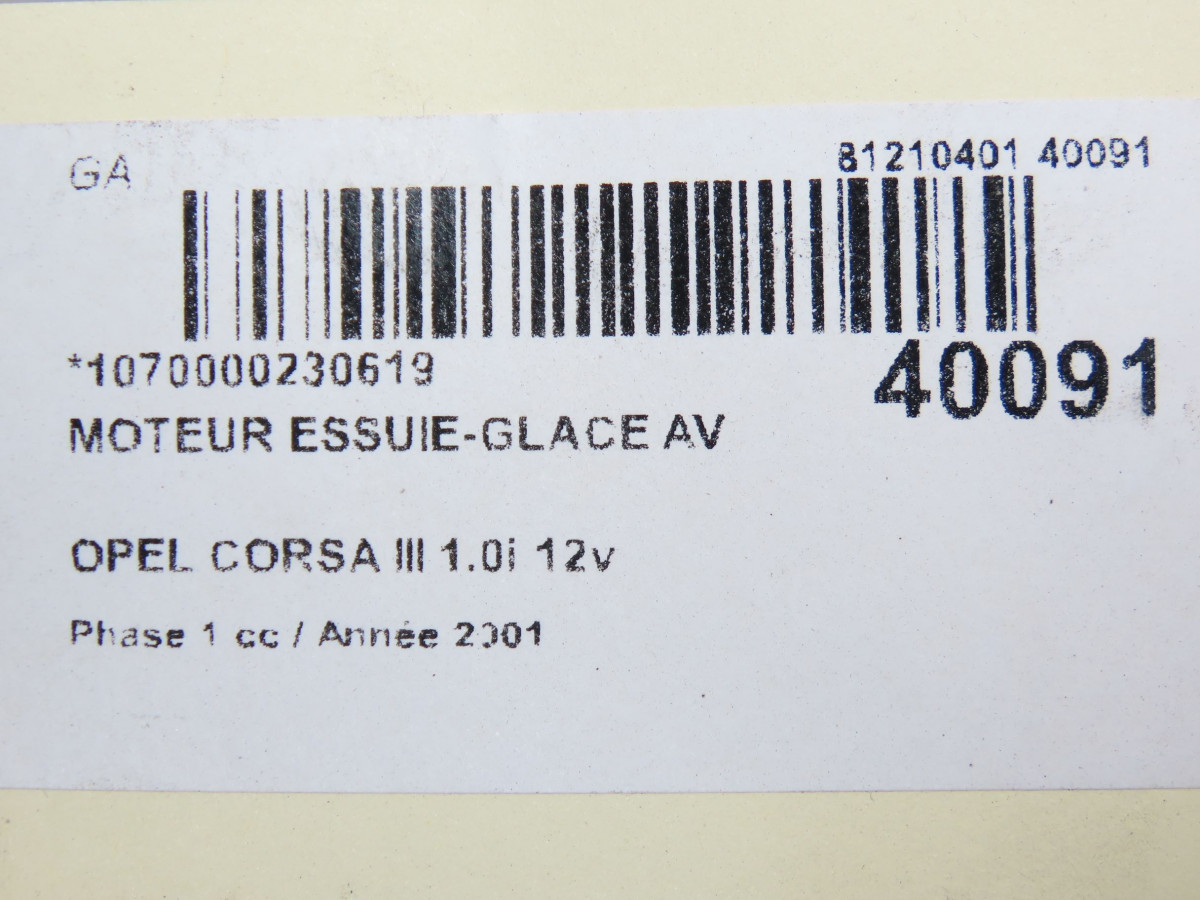 GA
81210401 40091
*1070000230619
40091
MOTEUR ESSUIE-GLACE AV
OPEL CORSA III 1.0i 12v
Phase 1 cc / Année 2001